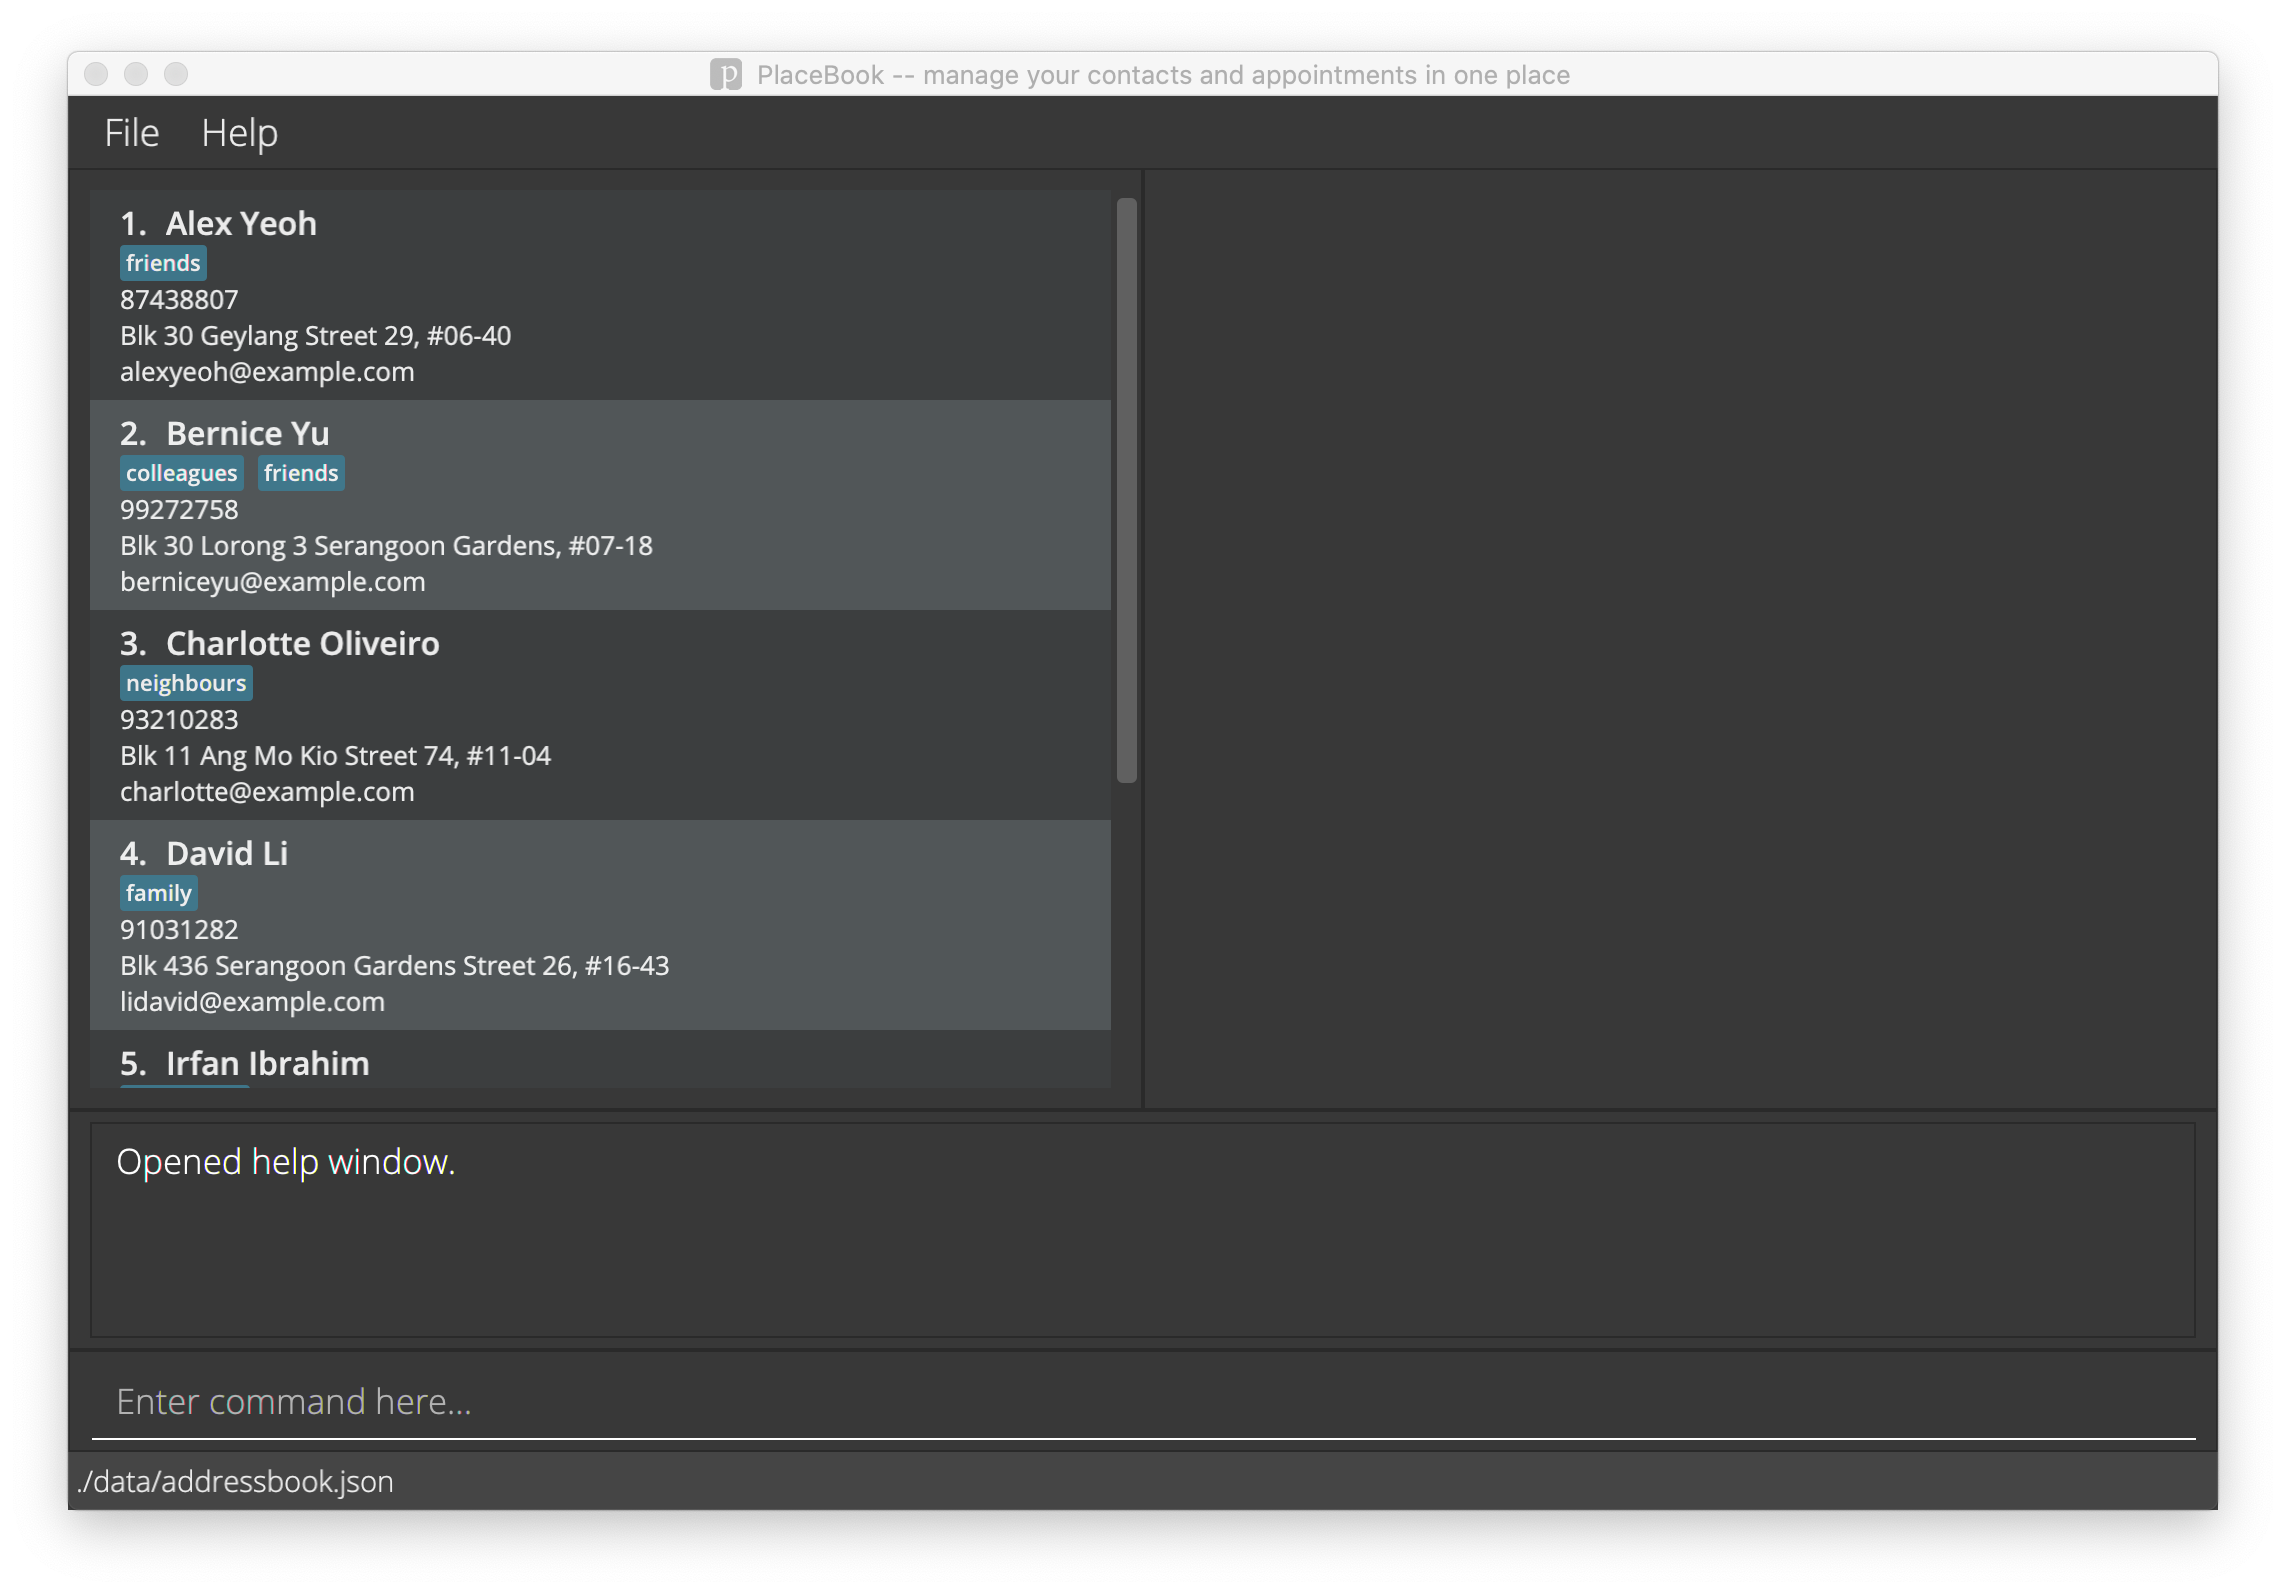 p PlaceBook -- manage your contacts and appointments in one place
File Help
1. Alex Yeoh
friends
87438807
Blk 30 Geylang Street 29, #06-40
alexyeoh@example.com
2. Bernice Yu
colleagues friends
99272758
Blk 30 Lorong 3 Serangoon Gardens, #07-18
berniceyu@example.com
3. Charlotte Oliveiro
neighbours
93210283
Blk 11 Ang Mo Kio Street 74, #11-04
charlotte@example.com
4. David Li
family
91031282
Blk 436 Serangoon Gardens Street 26, #16-43
lidavid@example.com
5. Irfan Ibrahim
Opened help window.
Enter command here...
./data/addressbook.json